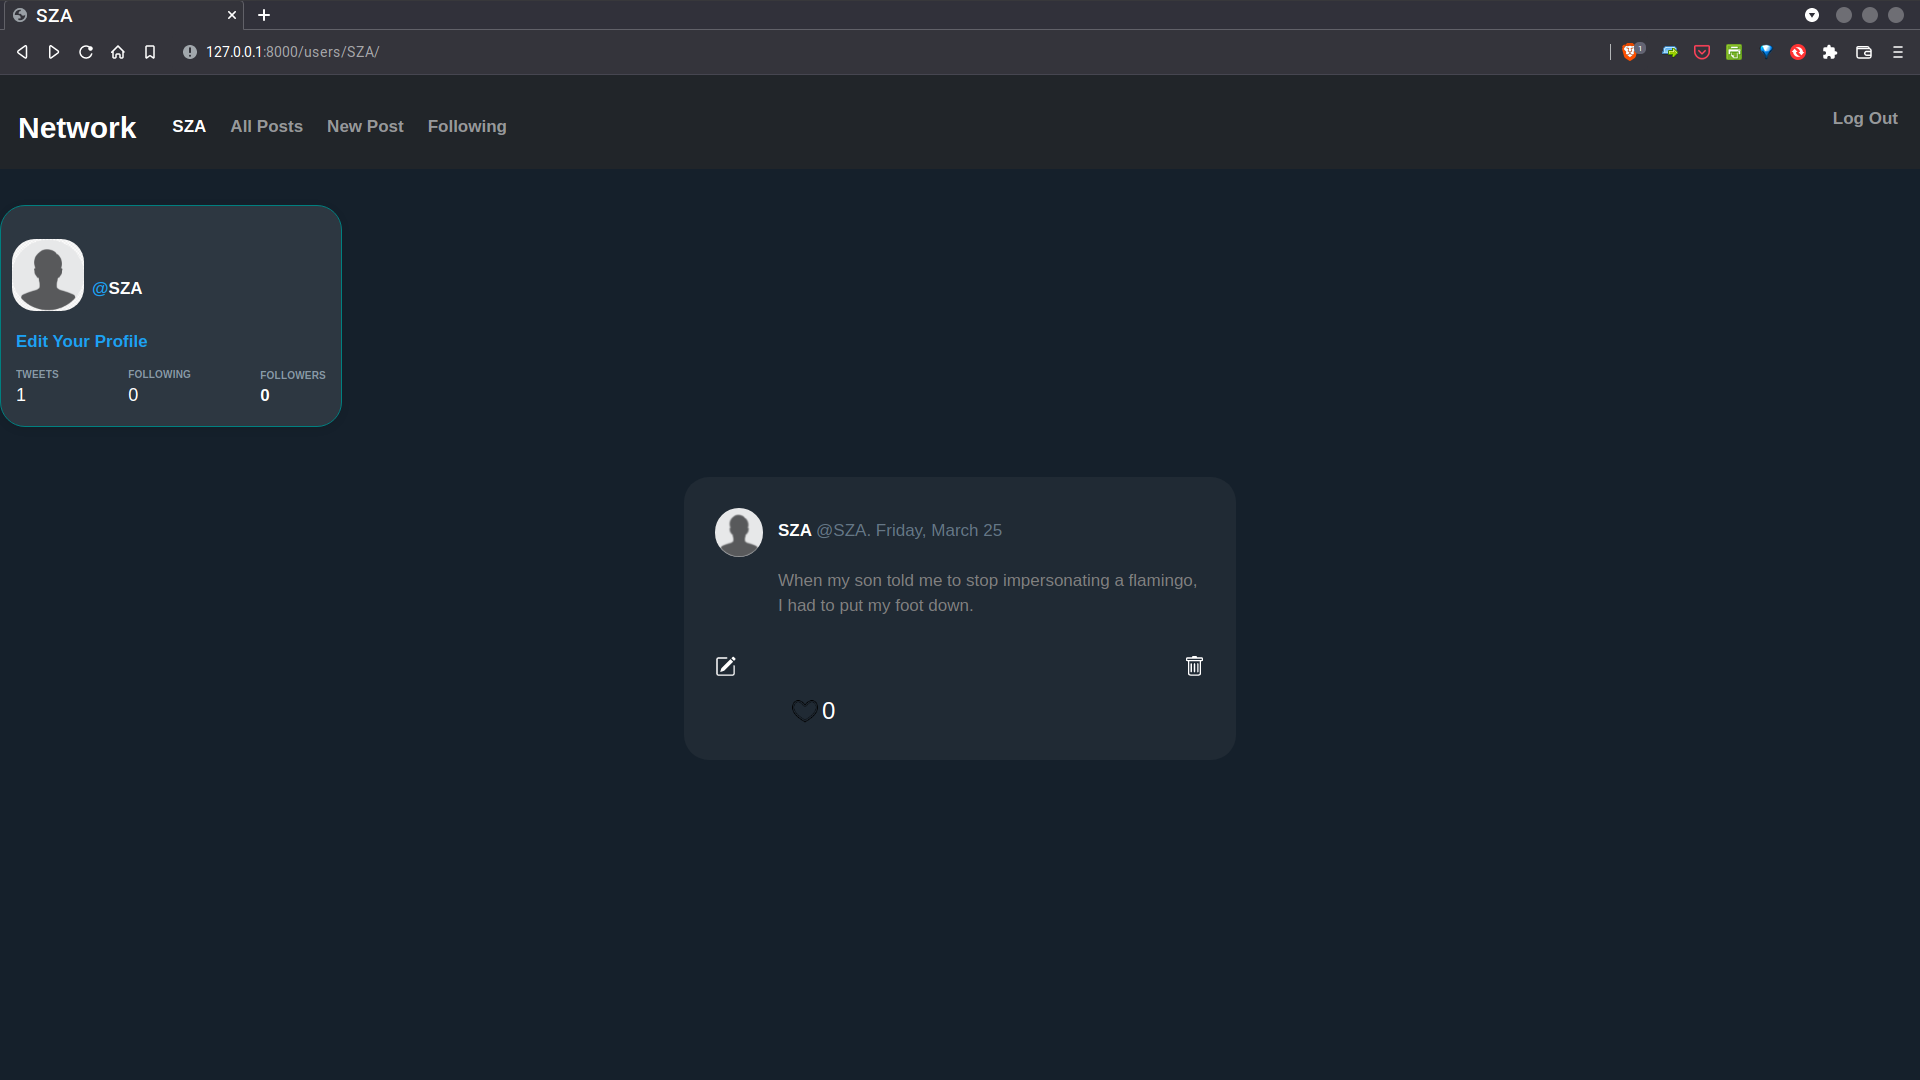 SZA
127.0.0.1:8000/users/SZA/
1
Network SZA All Posts New Post Following Log Out
@SZA
Edit Your Profile
TWEETS FOLLOWING FOLLOWERS
1 0 0
SZA @SZA. Friday, March 25
When my son told me to stop impersonating a flamingo,
I had to put my foot down.
0